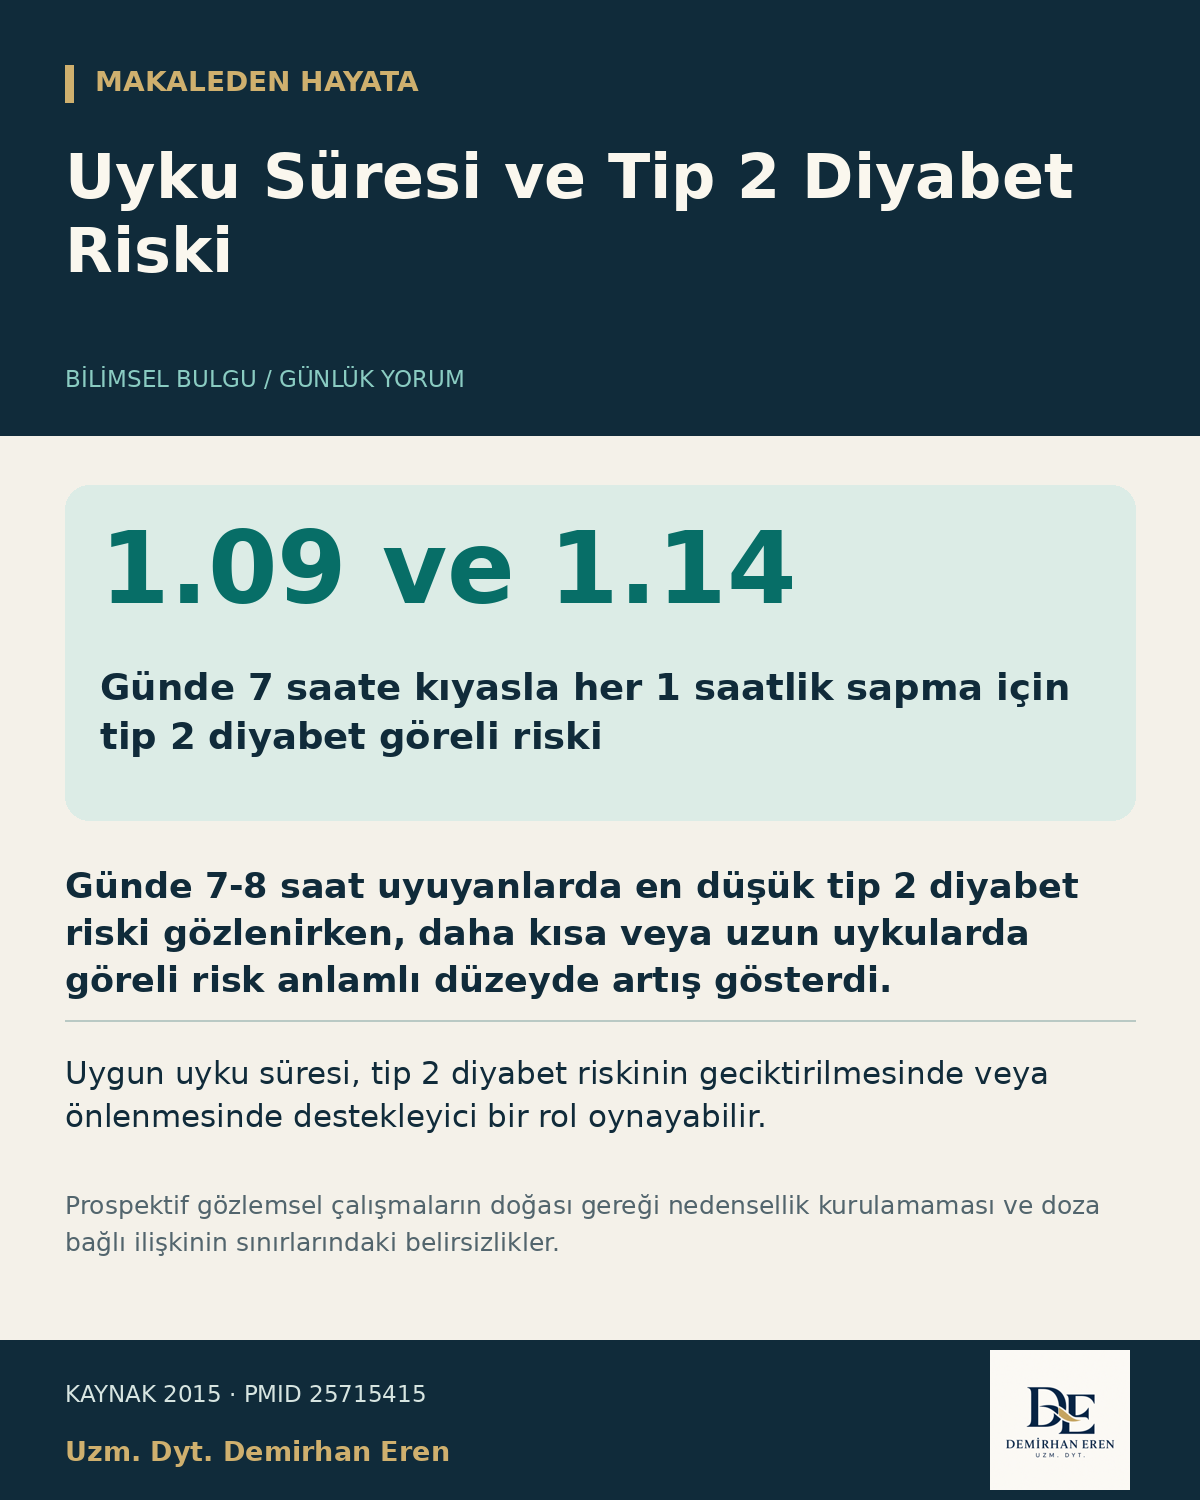 MAKALEDEN HAYATA
Uyku Süresi ve Tip 2 Diyabet
Riski
BİLİMSEL BULGU / GÜNLÜK YORUM
1.09 ve 1.14
Günde 7 saate kıyasla her 1 saatlik sapma için
tip 2 diyabet göreli riski
Günde 7-8 saat uyuyanlarda en düşük tip 2 diyabet
riski gözlenirken, daha kısa veya uzun uykularda
göreli risk anlamlı düzeyde artış gösterdi.
Uygun uyku süresi, tip 2 diyabet riskinin geciktirilmesinde veya
önlenmesinde destekleyici bir rol oynayabilir.
Prospektif gözlemsel çalışmaların doğası gereği nedensellik kurulamaması ve doza
bağlı ilişkinin sınırlarındaki belirsizlikler.
KAYNAK 2015 · PMID 25715415
Uzm. Dyt. Demirhan Eren
DE
DEMİRHAN EREN
UZM. DYT.